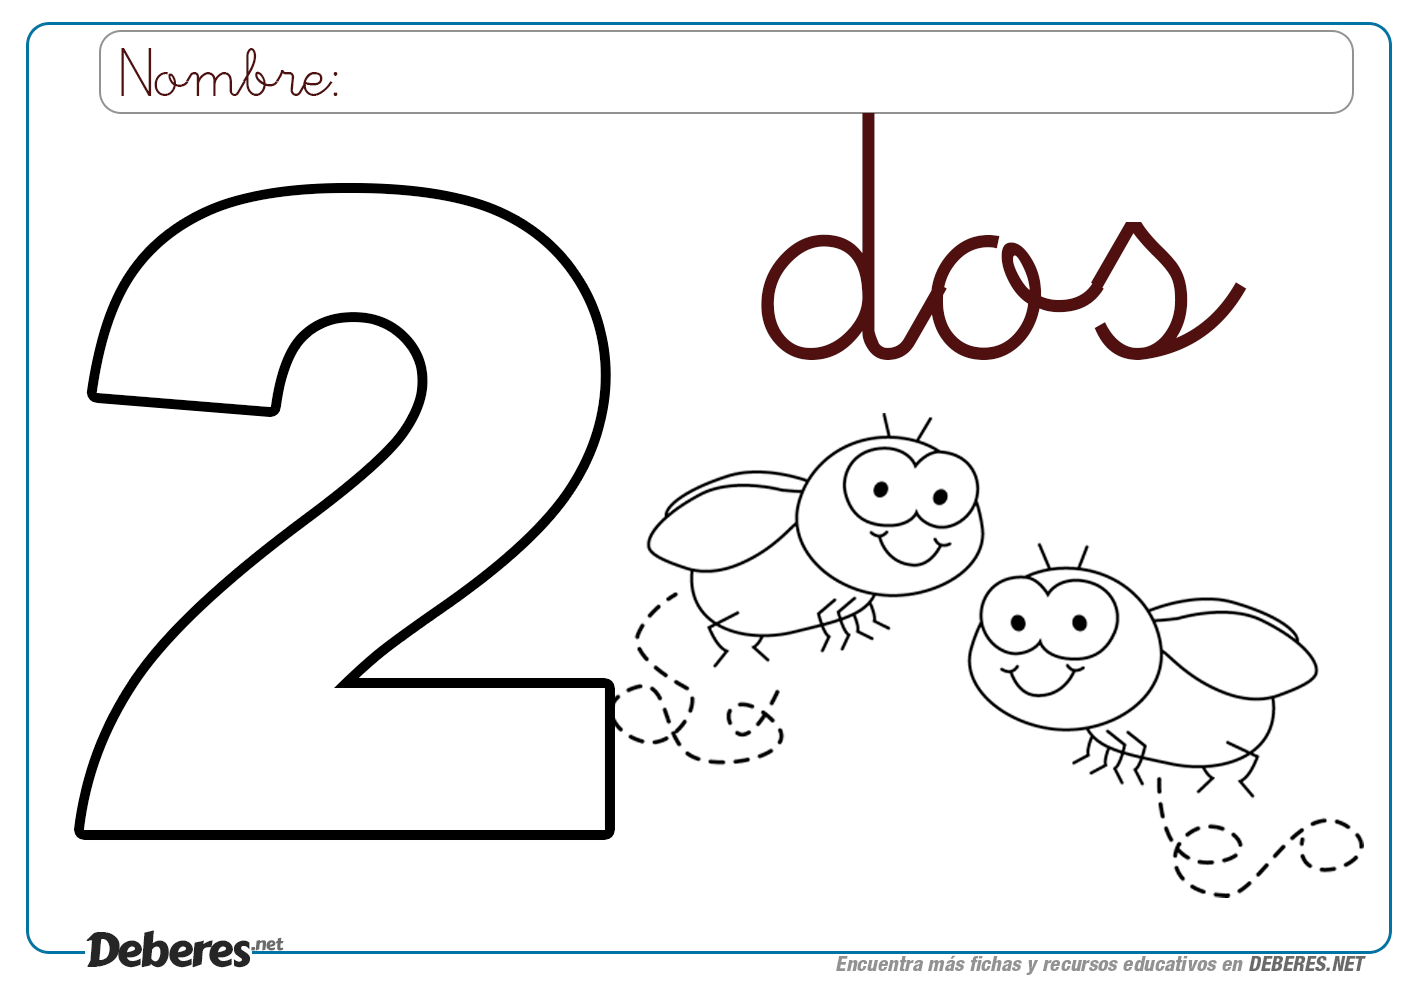 Nombre:
dos
2
Deberes.net
Encuentra más fichas y recursos educativos en DEBERES.NET